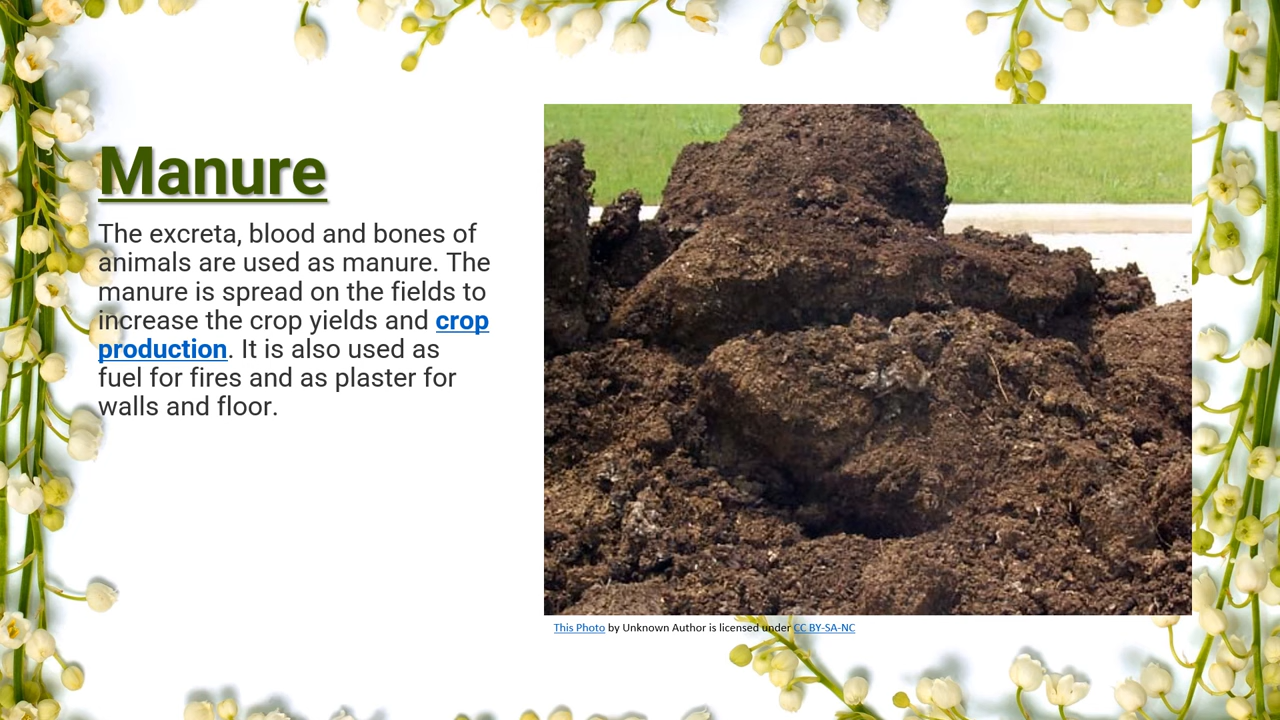 Manure
The excreta, blood and bones of
animals are used as manure. The
manure is spread on the fields to
increase the crop yields and crop
production. It is also used as
fuel for fires and as plaster for
walls and floor.
This Photo by Unknown Author is licensed under CC BY-SA-NC